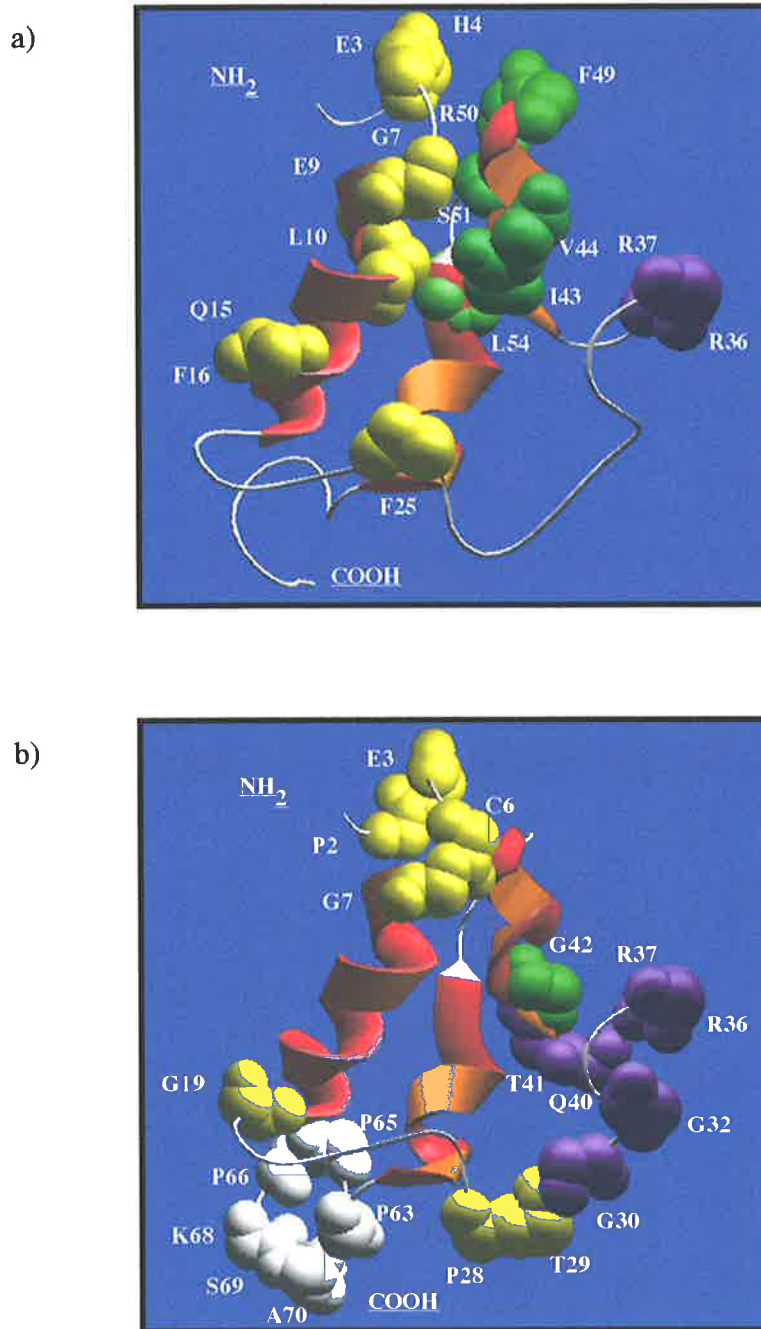 a)
H4
E3
F49
NH2
R50
G7
E9
S51
L10
V44
R37
I43
Q15
L54
R36
F16
F25
COOH
b)
E3
NH2
C6
P2
G7
G42
R37
R36
G19
T41
P65
Q40
G32
P66
P63
G30
K68
T29
P28
S69
A70
COOH